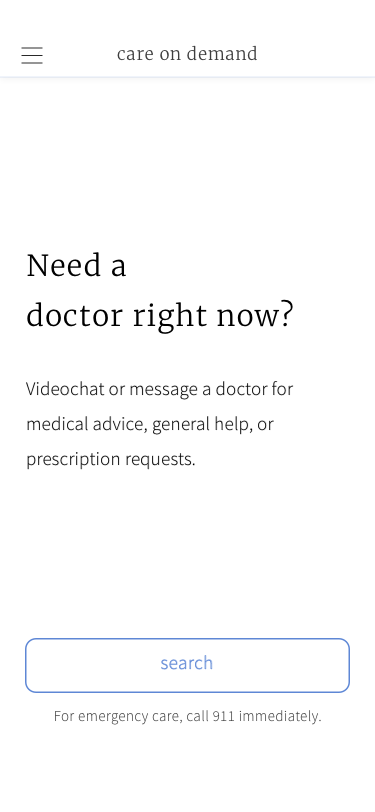 care on demand
Need a
doctor right now?
Videochat or message a doctor for
medical advice, general help, or
prescription requests.
search
For emergency care, call 911 immediately.